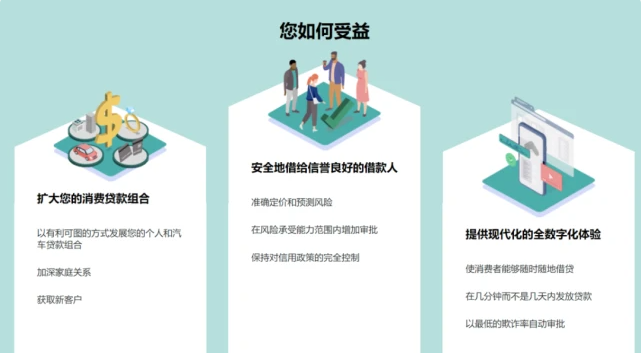 您如何受益
扩大您的消费贷款组合
以有利可图的方式发展您的个人和汽
车贷款组合
加深家庭关系
获取新客户
安全地借给信誉良好的借款人
准确定价和预测风险
在风险承受能力范围内增加审批
保持对信用政策的完全控制
提供现代化的全数字化体验
使消费者能够随时随地借贷
在几分钟而不是几天内发放贷款
以最低的欺诈率自动审批